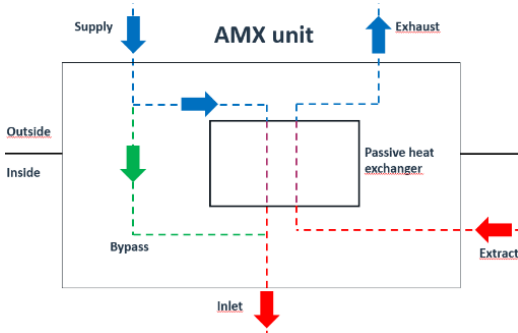 Supply
AMX unit
Exhaust
Outside
Inside
Passive heat
exchanger
Bypass
Extract
Inlet